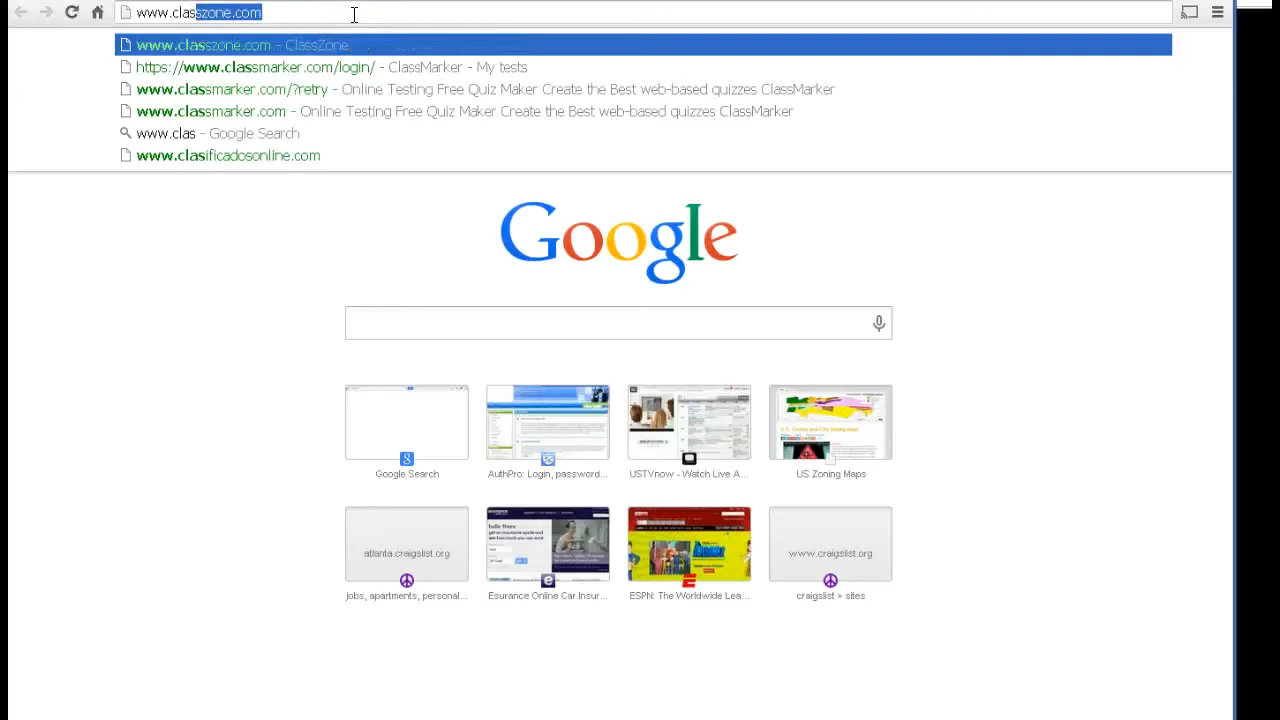 www.classzone.com
www.classzone.com - ClassZone
https://www.classmarker.com/login/ - ClassMarker - My tests
www.classmarker.com/?retry - Online Testing Free Quiz Maker Create the Best web-based quizzes ClassMarker
www.classmarker.com - Online Testing Free Quiz Maker Create the Best web-based quizzes ClassMarker
www.clas - Google Search
www.clasificadosonline.com
Google
Google Search
AuthPro: Login, password...
USTVnow - Watch Live A...
US Zoning Maps
atlanta.craigslist.org
hello there
www.craigslist.org
jobs, apartments, personal...
Esurance Online Car Insur...
ESPN: The Worldwide Lea...
craigslist > sites